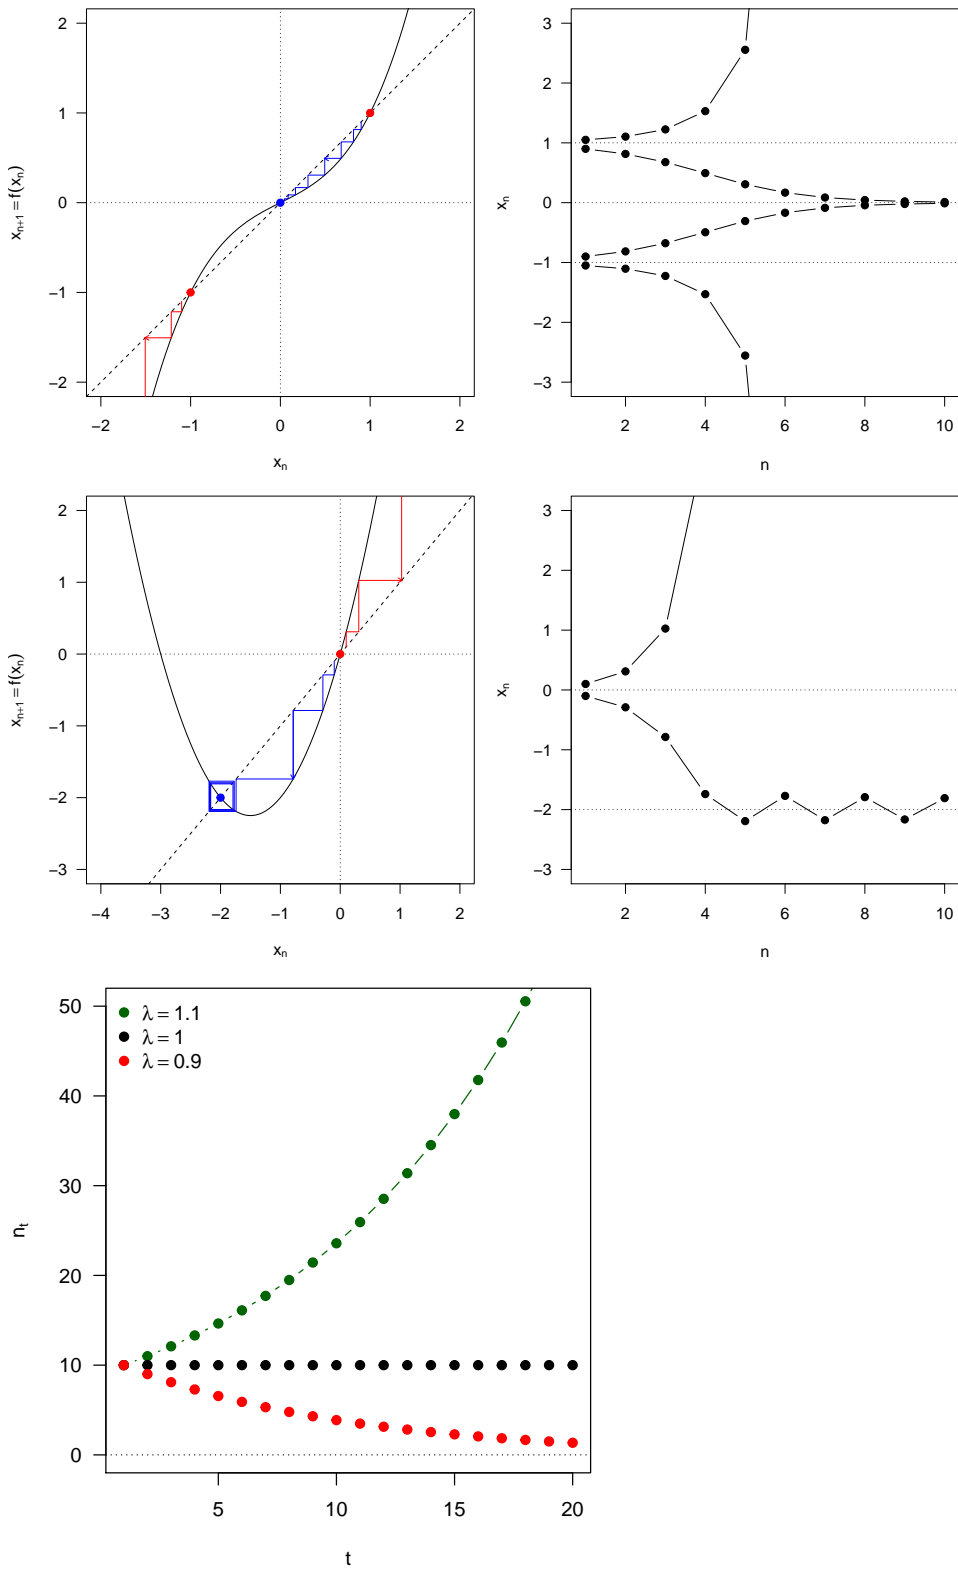 2
1
0
−1
−2
x_{n+1} = f(x_n)
−2 −1 0 1 2
x_n
3
2
1
0
−1
−2
−3
x_n
2 4 6 8 10
n
2
1
0
−1
−2
−3
x_{n+1} = f(x_n)
−4 −3 −2 −1 0 1 2
x_n
3
2
1
0
−1
−2
−3
x_n
2 4 6 8 10
n
λ = 1.1
λ = 1
λ = 0.9
50
40
30
20
10
0
n_t
5 10 15 20
t